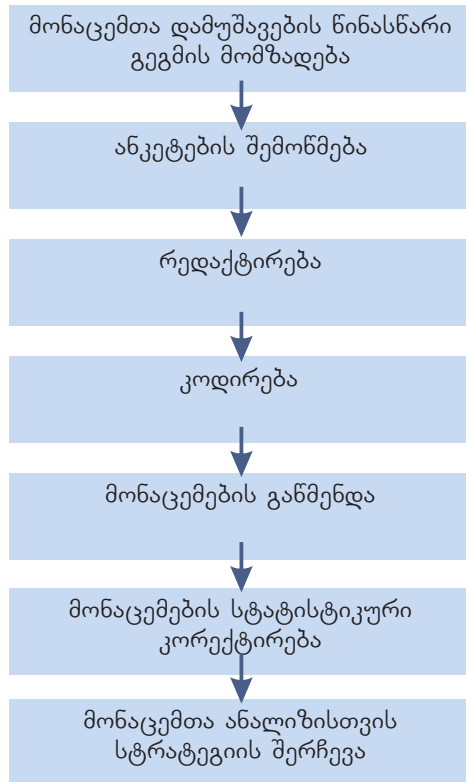 მონაცემთა დამუშავების წინასწარი
გეგმის მომზადება
ანკეტების შემოწმება
რედაქტირება
კოდირება
მონაცემების გაწმენდა
მონაცემების სტატისტიკური
კორექტირება
მონაცემთა ანალიზისთვის
სტრატეგიის შერჩევა